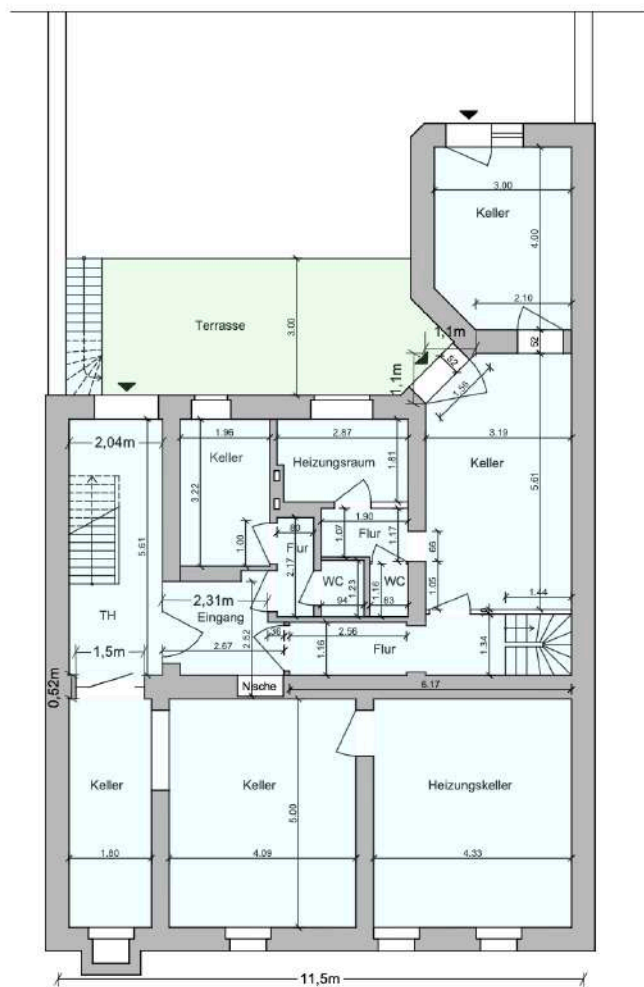 3.00
Keller
4.00
2.10
52
Terrasse
3.00
1,1m
52
1.56
1,1m
2,04m
1.96
2.87
3.19
Keller
Heizungsraum
1.81
Keller
3.22
5.61
5.61
1.90
80
1.00
Flur
2.17
1.07
Flur
1.17
66
WC
1.23
94
1.16
WC
83
1.05
1.44
2,31m
TH
Eingang
36
2.56
2.52
1.16
Flur
1.34
1,5m
2.67
Nische
6.17
0,52m
Keller
Keller
Heizungskeller
5.00
1.80
4.09
4.33
11,5m